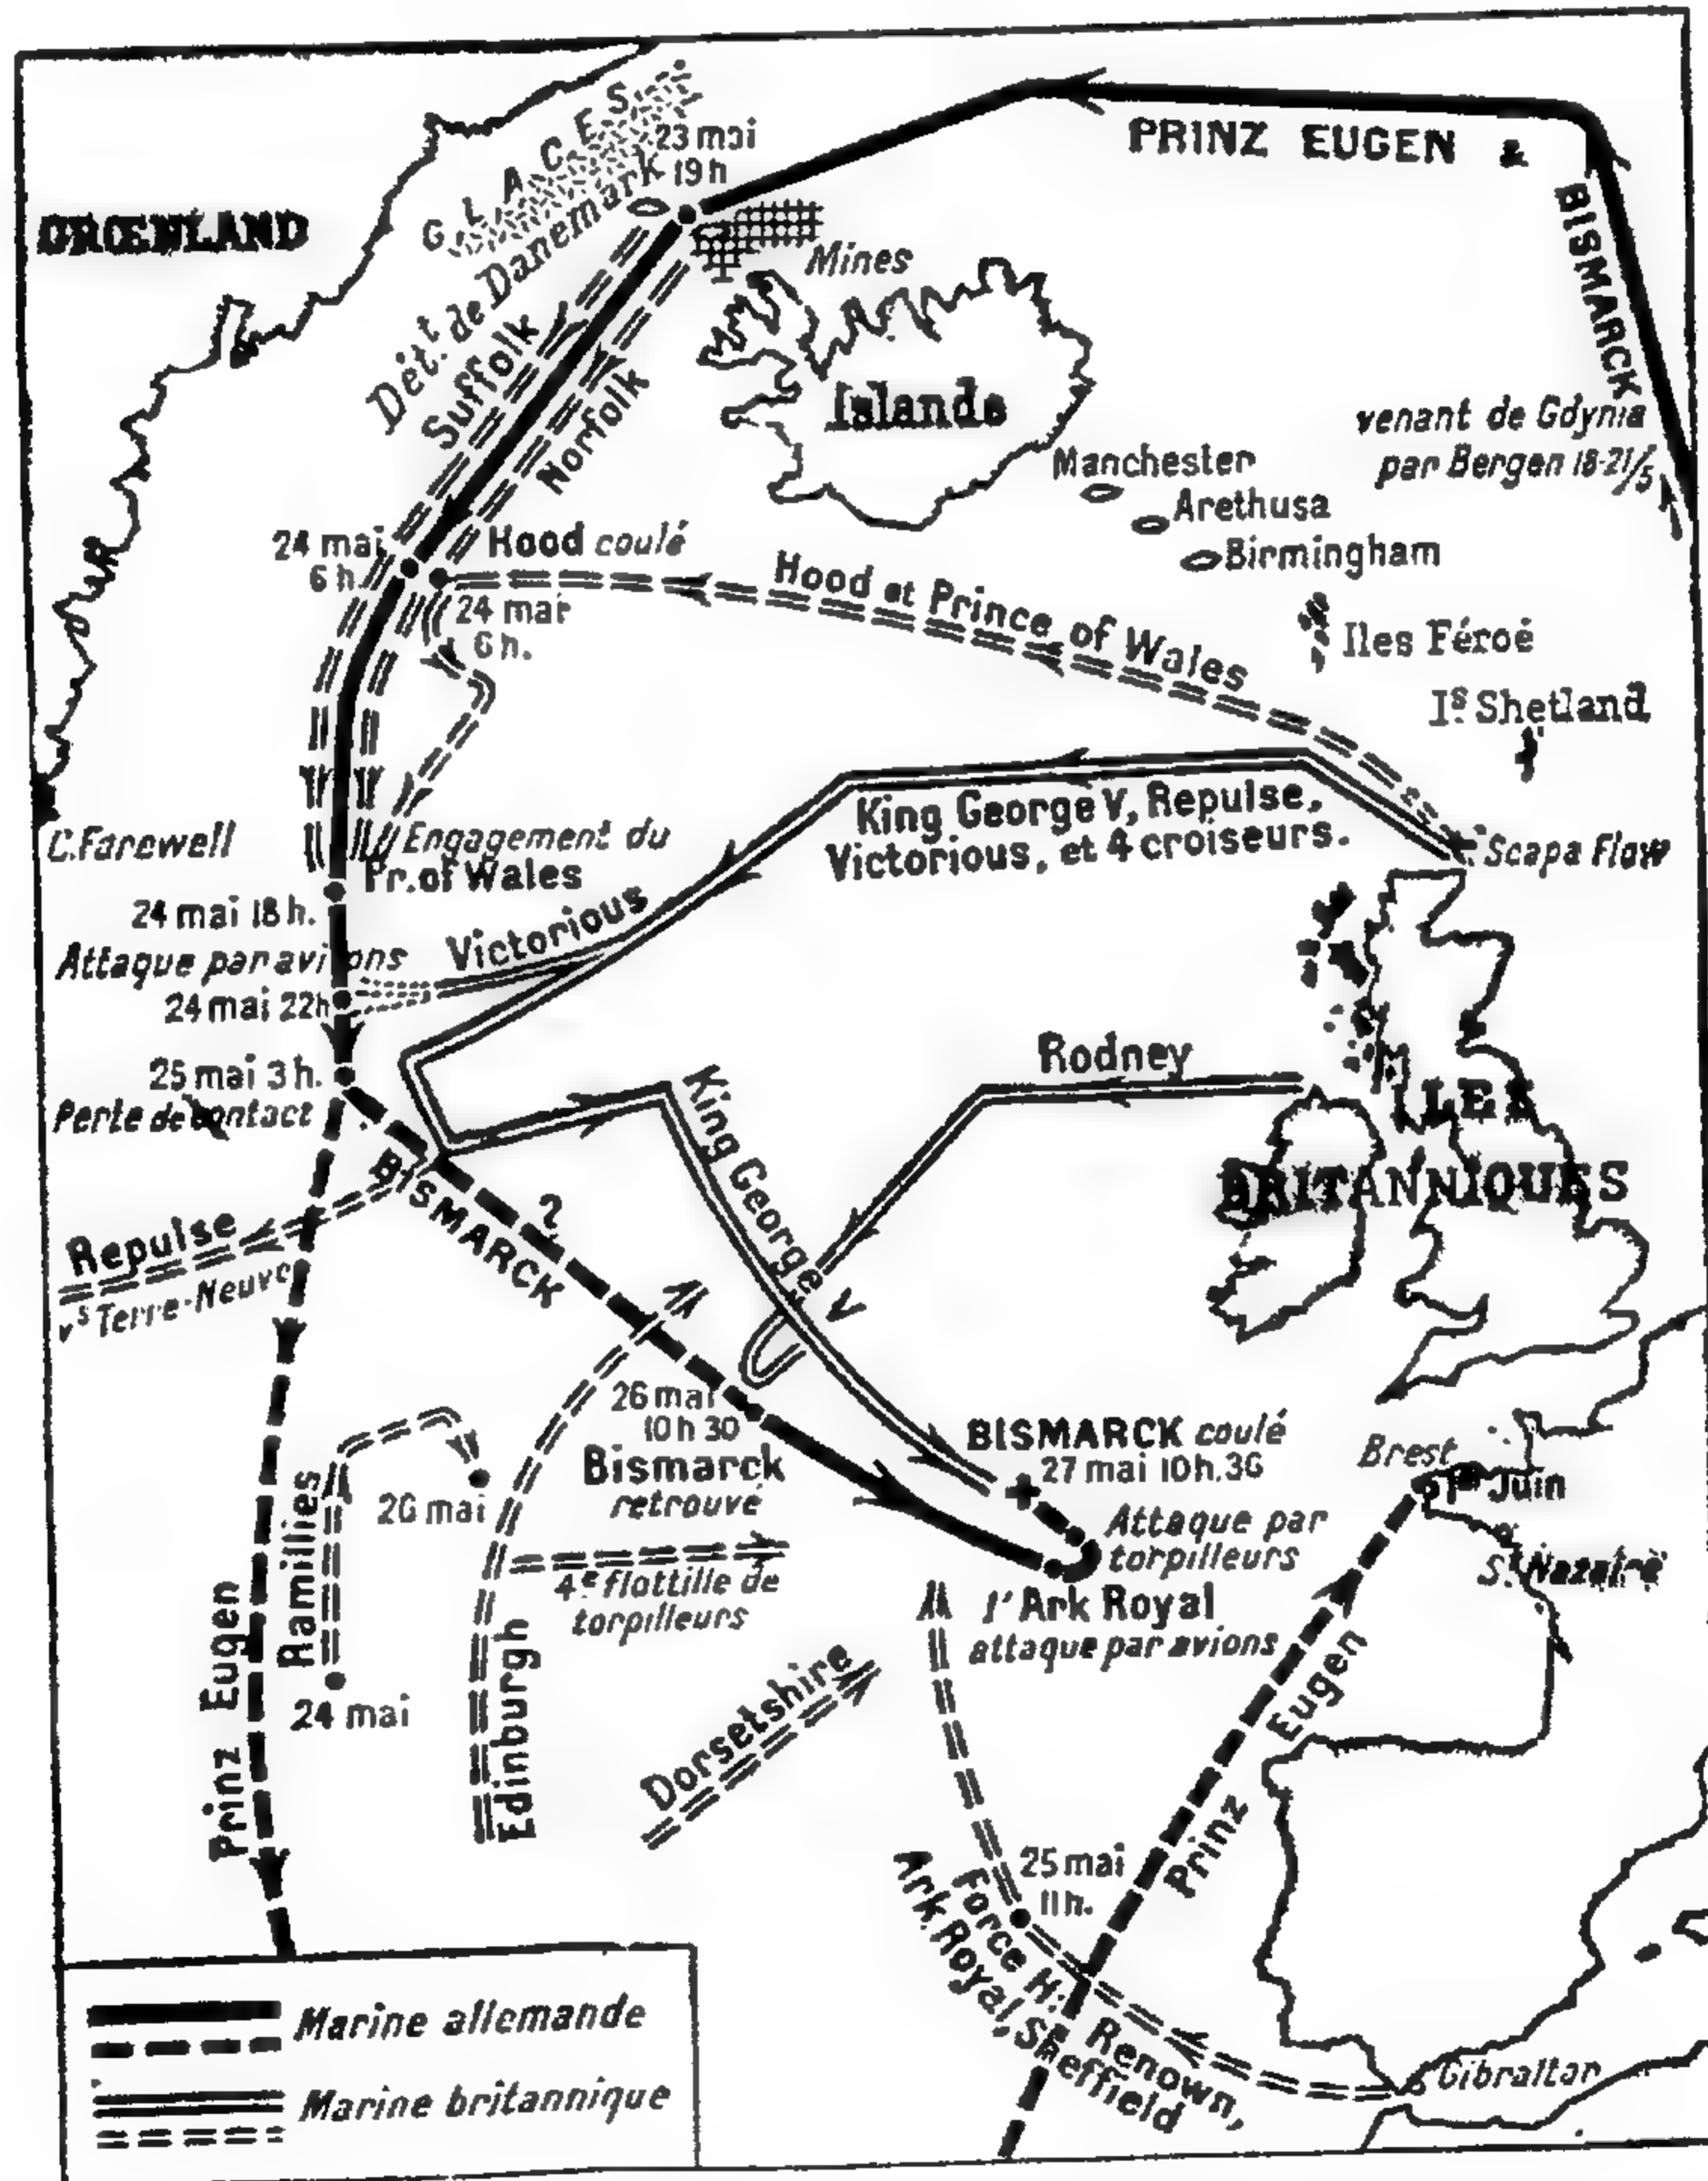 GLACES
23 mai
19 h
PRINZ EUGEN &
BISMARCK
GRŒNLAND
Dét.t de Danemark
Mines
Suffolk
Norfolk
Islande
venant de Gdynia
par Bergen 18-21/5
Manchester
Arethusa
Birmingham
24 mai
6 h.
Hood coulé
24 mai
6 h.
Hood et Prince of Wales
Iles Féroé
Is. Shetland
King George V, Repulse,
Victorious, et 4 croiseurs.
Scapa Flow
C. Farewell
Engagement du
Pr. of Wales
24 mai 18 h.
Attaque par avions
24 mai 22h
Victorious
25 mai 3 h.
Perte de contact
Rodney
King George V
ILES
BRITANNIQUES
BISMARCK
?
Repulse
vs Terre-Neuve
26 mai
10 h 30
Bismarck
retrouvé
BISMARCK coulé
27 mai 10h.36
Brest
1er Juin
St. Nazaire
Attaque par
torpilleurs
l'Ark Royal
attaque par avions
Ramillies
26 mai
24 mai
4e flottille de
torpilleurs
Edinburgh
Dorsetshire
Prinz Eugen
Prinz Eugen
25 mai
11 h.
Force H: Renown,
Ark Royal, Sheffield
Gibraltar
Marine allemande
Marine britannique